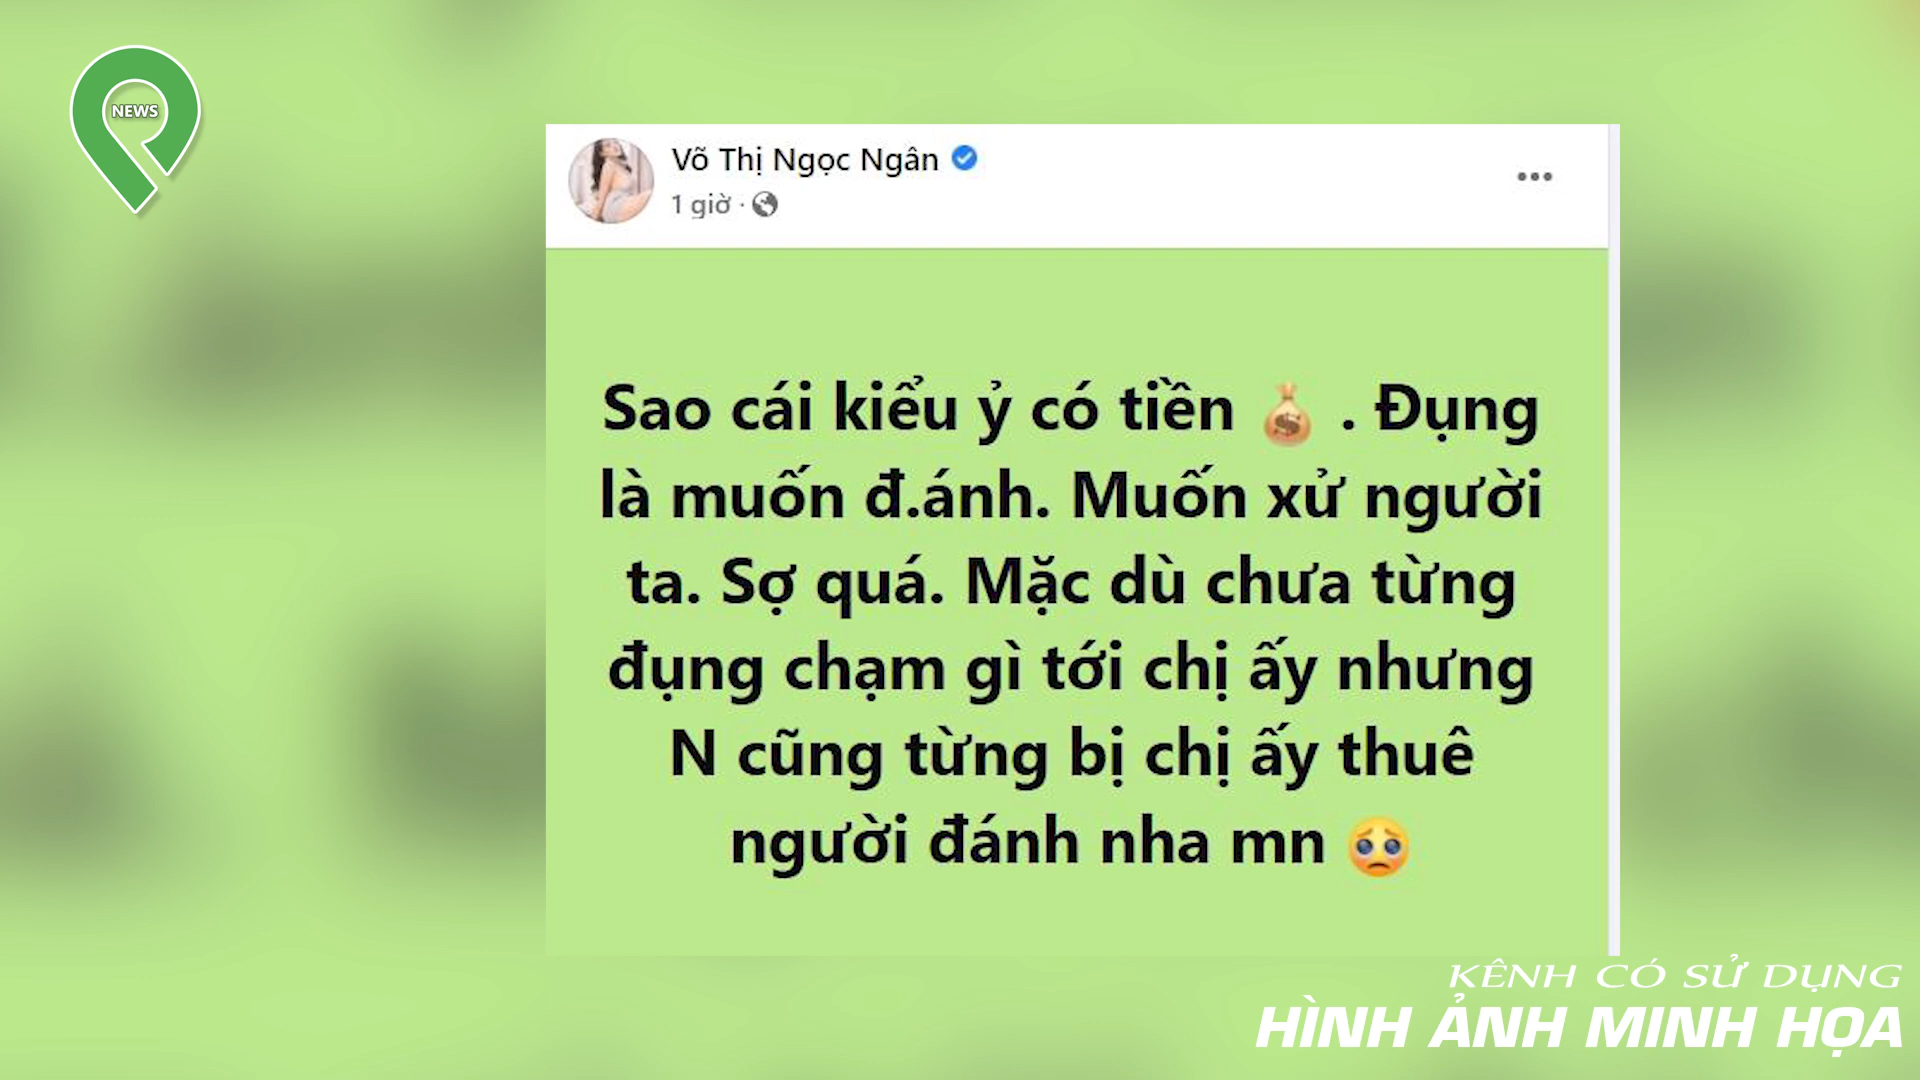 NEWS
Võ Thị Ngọc Ngân
1 giờ ·
Sao cái kiểu ỷ có tiền 💰 . Đụng
là muốn đ.ánh. Muốn xử người
ta. Sợ quá. Mặc dù chưa từng
đụng chạm gì tới chị ấy nhưng
N cũng từng bị chị ấy thuê
người đánh nha mn 🥺
KÊNH CÓ SỬ DỤNG
HÌNH ẢNH MINH HỌA